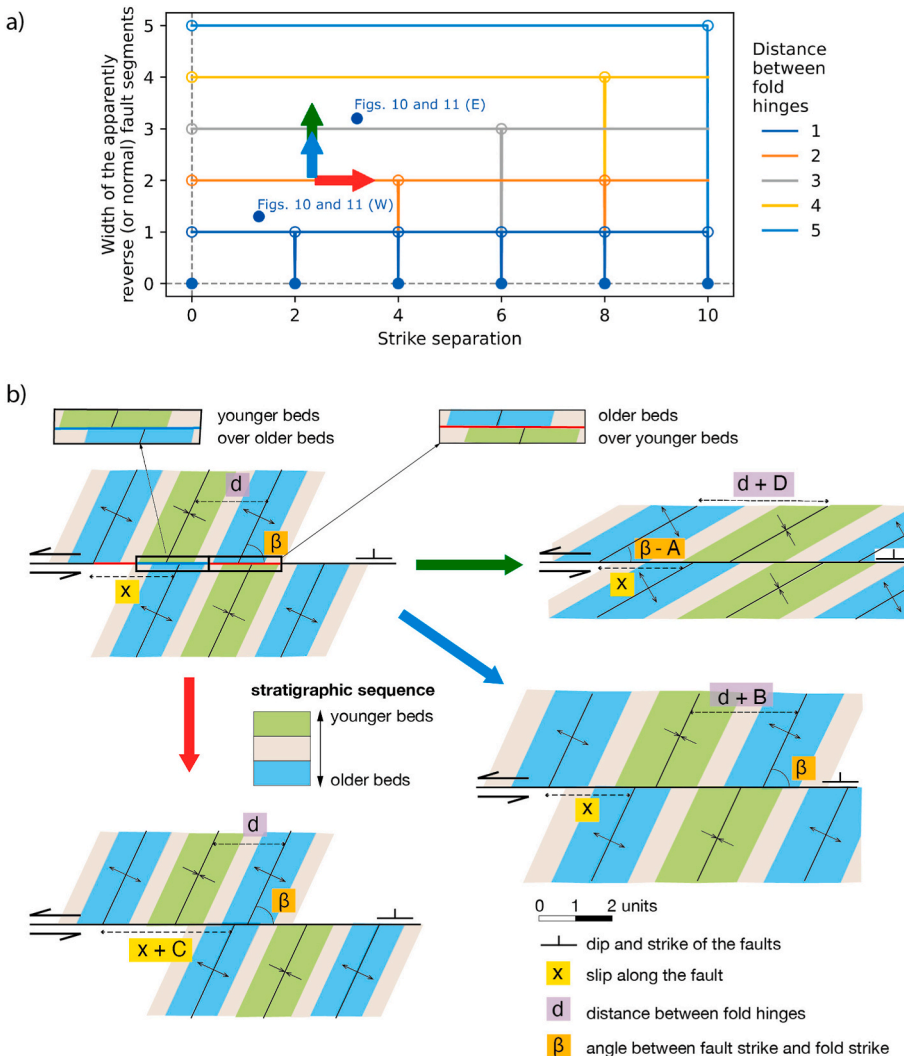 a)
5
4
3
2
1
0
Width of the apparently
reverse (or normal) fault segments
Figs. 10 and 11 (E)
Figs. 10 and 11 (W)
0
2
4
6
8
10
Strike separation
Distance
between
fold
hinges
1
2
3
4
5
b)
younger beds
over older beds
older beds
over younger beds
d
β
x
d + D
β - A
x
stratigraphic sequence
younger beds
older beds
d + B
β
x
d
β
x + C
0 1 2 units
dip and strike of the faults
x slip along the fault
d distance between fold hinges
β angle between fault strike and fold strike